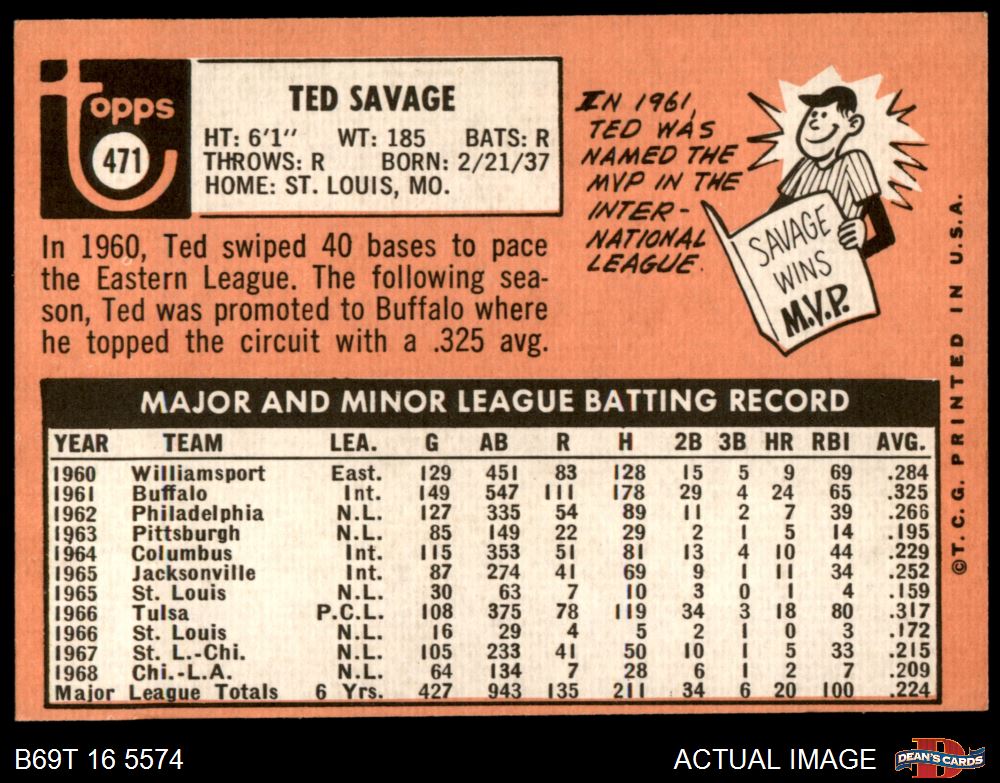 Topps
471
TED SAVAGE
HT: 6'1" WT: 185 BATS: R
THROWS: R BORN: 2/21/37
HOME: ST. LOUIS, MO.
IN 1961,
TED WAS
NAMED THE
MVP IN THE
INTER-
NATIONAL
LEAGUE.
SAVAGE
WINS
M.V.P.
In 1960, Ted swiped 40 bases to pace
the Eastern League. The following sea-
son, Ted was promoted to Buffalo where
he topped the circuit with a .325 avg.
MAJOR AND MINOR LEAGUE BATTING RECORD
YEAR TEAM LEA. G AB R H 2B 3B HR RBI AVG.
1960 Williamsport East. 129 451 83 128 15 5 9 69 .284
1961 Buffalo Int. 149 547 111 178 29 4 24 65 .325
1962 Philadelphia N.L. 127 335 54 89 11 2 7 39 .266
1963 Pittsburgh N.L. 85 149 22 29 2 1 5 14 .195
1964 Columbus Int. 115 353 51 81 13 4 10 44 .229
1965 Jacksonville Int. 87 274 41 69 9 1 11 34 .252
1965 St. Louis N.L. 30 63 7 10 3 0 1 4 .159
1966 Tulsa P.C.L. 108 375 78 119 34 3 18 80 .317
1966 St. Louis N.L. 16 29 4 5 2 1 0 3 .172
1967 St. L.-Chi. N.L. 105 233 41 50 10 1 5 33 .215
1968 Chi.-L.A. N.L. 64 134 7 28 6 1 2 7 .209
Major League Totals 6 Yrs. 427 943 135 211 34 6 20 100 .224
©T. C. G. PRINTED IN U.S.A.
B69T 16 5574
ACTUAL IMAGE
D
DEAN'S CARDS